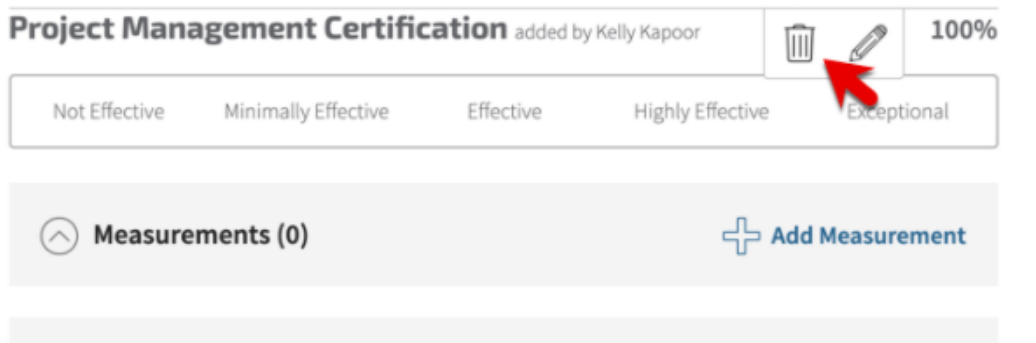 Project Management Certification added by Kelly Kapoor 100%
Not Effective Minimally Effective Effective Highly Effective Exceptional
Measurements (0) Add Measurement